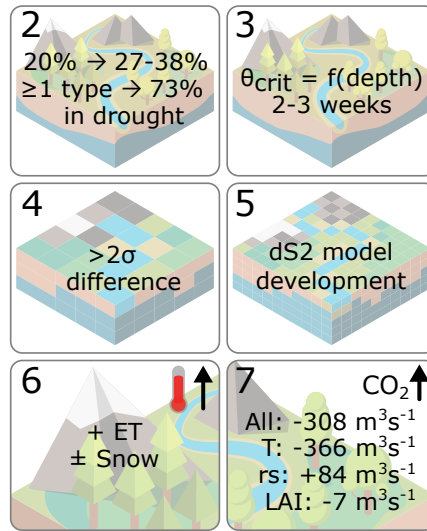 2
20% → 27-38%
≥1 type → 73%
in drought
3
θcrit = f(depth)
2-3 weeks
4
>2σ
difference
5
dS2 model
development
6
+ ET
± Snow
7
CO₂
All: -308 m³s⁻¹
T: -366 m³s⁻¹
rs: +84 m³s⁻¹
LAI: -7 m³s⁻¹